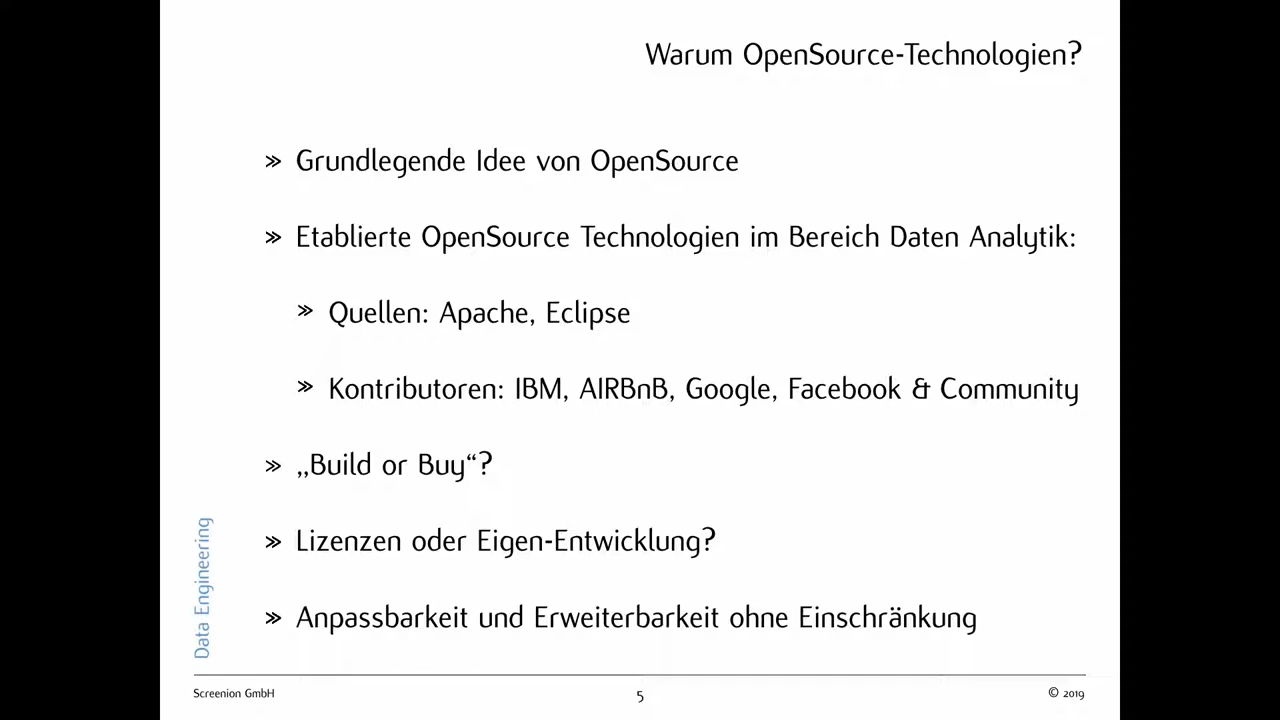 Warum OpenSource-Technologien?
» Grundlegende Idee von OpenSource
» Etablierte OpenSource Technologien im Bereich Daten Analytik:
» Quellen: Apache, Eclipse
» Kontributoren: IBM, AIRBnB, Google, Facebook & Community
» „Build or Buy“?
» Lizenzen oder Eigen-Entwicklung?
» Anpassbarkeit und Erweiterbarkeit ohne Einschränkung
Data Engineering
Screenion GmbH
5
© 2019